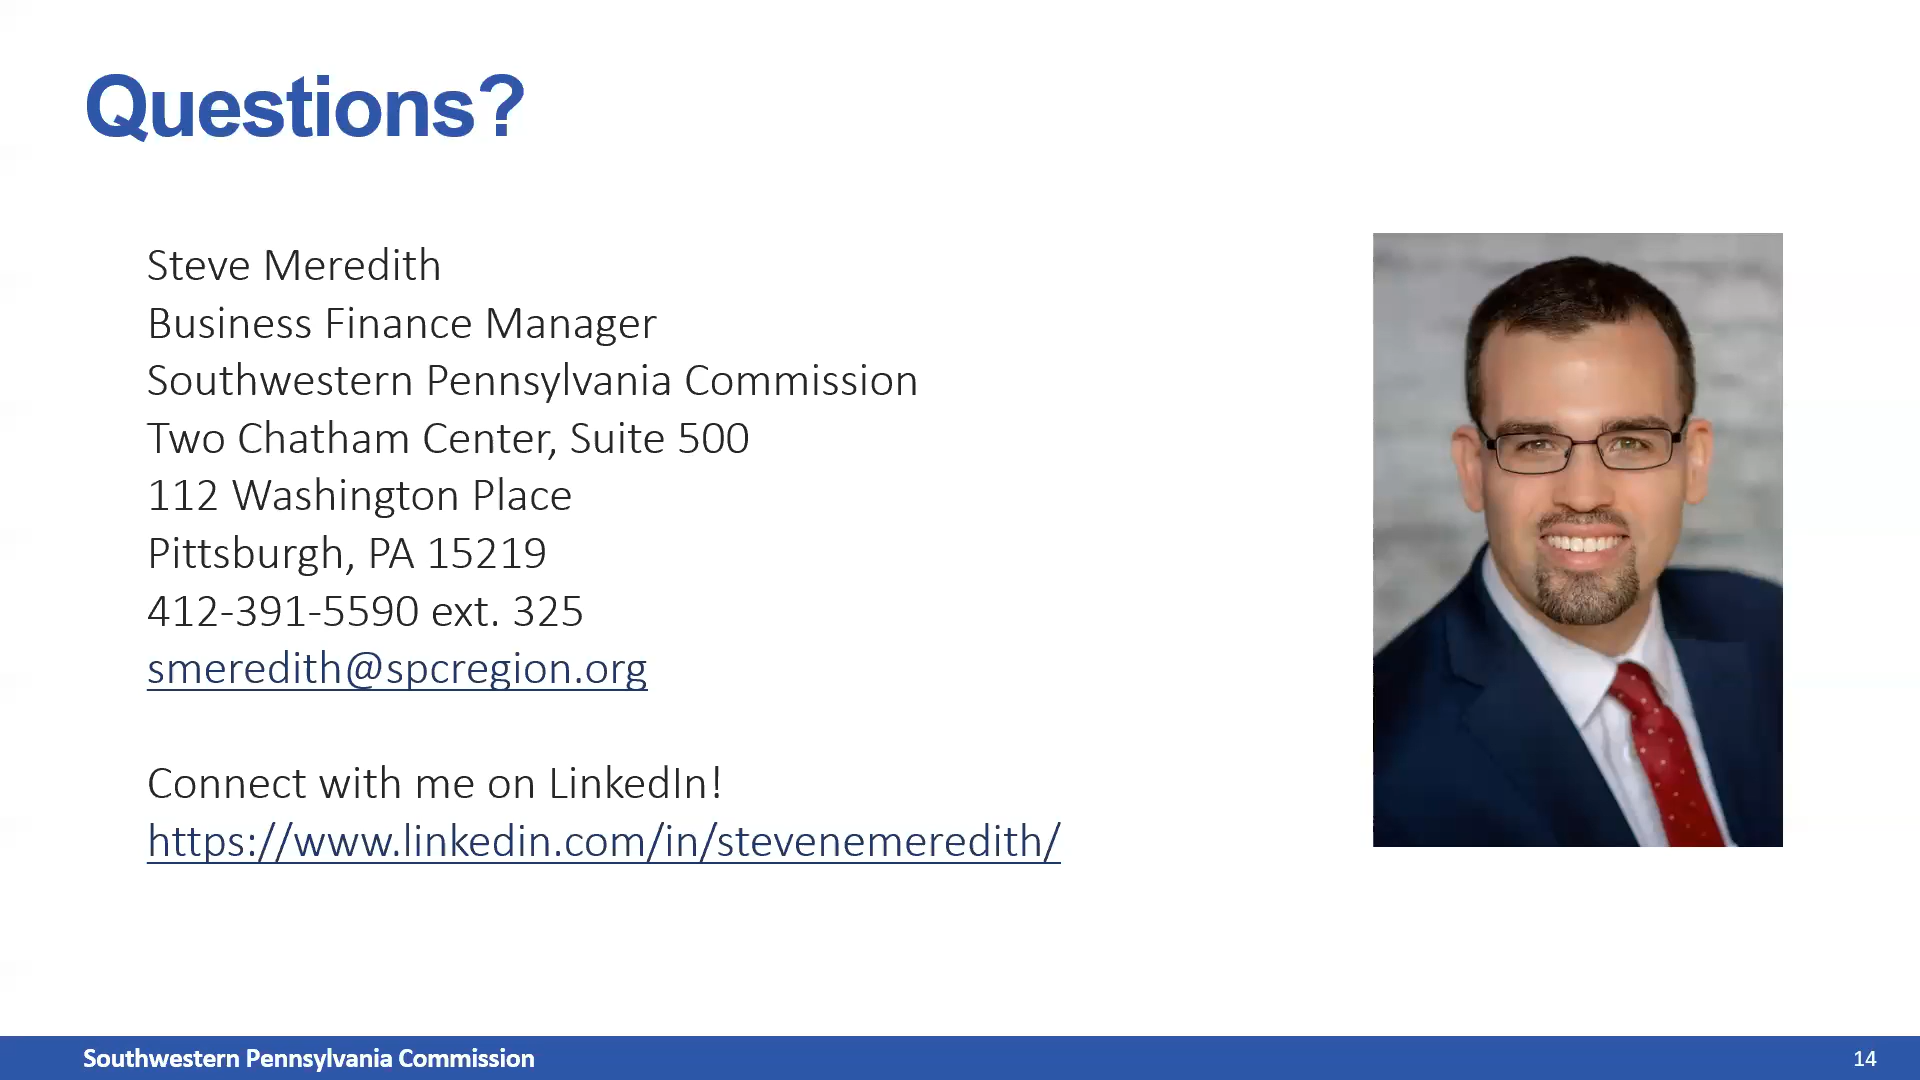 Questions?
Steve Meredith
Business Finance Manager
Southwestern Pennsylvania Commission
Two Chatham Center, Suite 500
112 Washington Place
Pittsburgh, PA 15219
412-391-5590 ext. 325
smeredith@spcregion.org
Connect with me on LinkedIn!
https://www.linkedin.com/in/stevenemeredith/
Southwestern Pennsylvania Commission
14